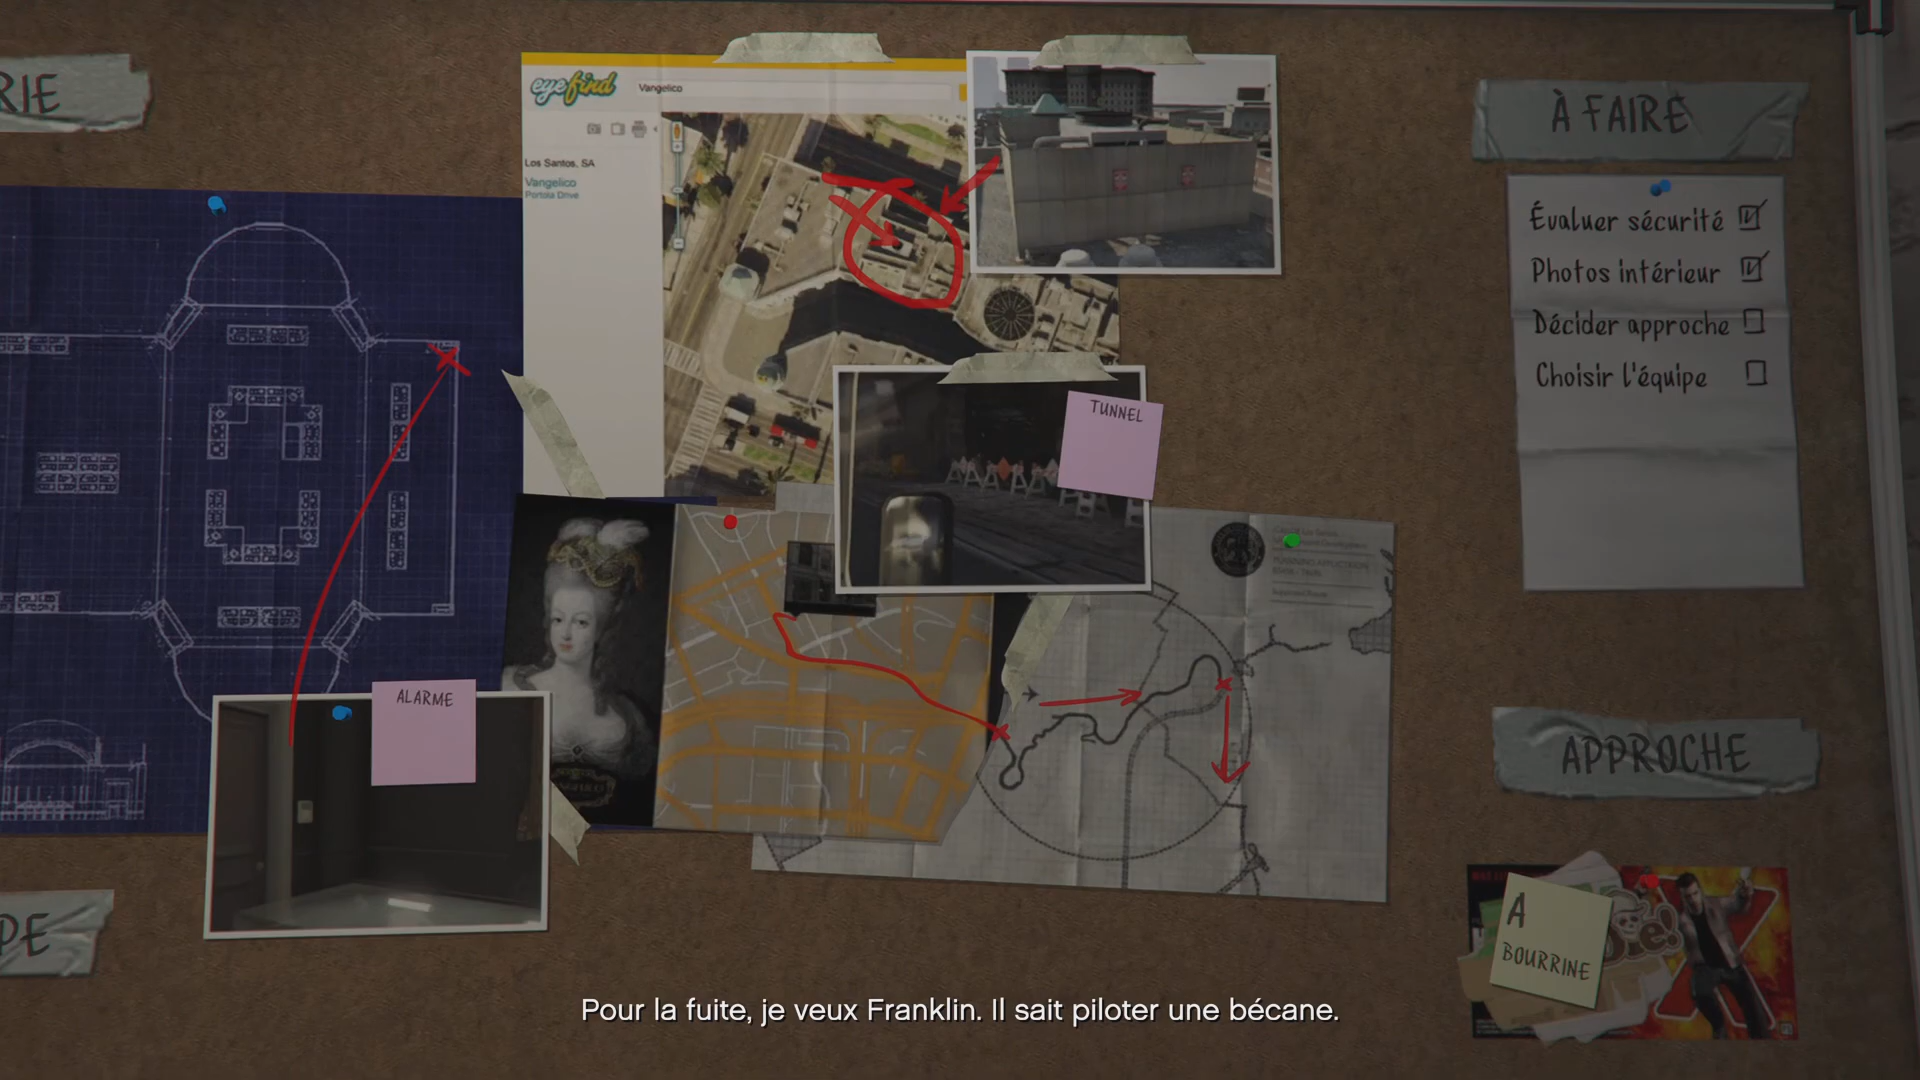 RIE
eyefind
Vangelico
Los Santos, SA
Vangelico
Portola Drive
À FAIRE
Évaluer sécurité
Photos intérieur
Décider approche
Choisir l'équipe
TUNNEL
ALARME
APPROCHE
PE
A
BOURRINE
Pour la fuite, je veux Franklin. Il sait piloter une bécane.